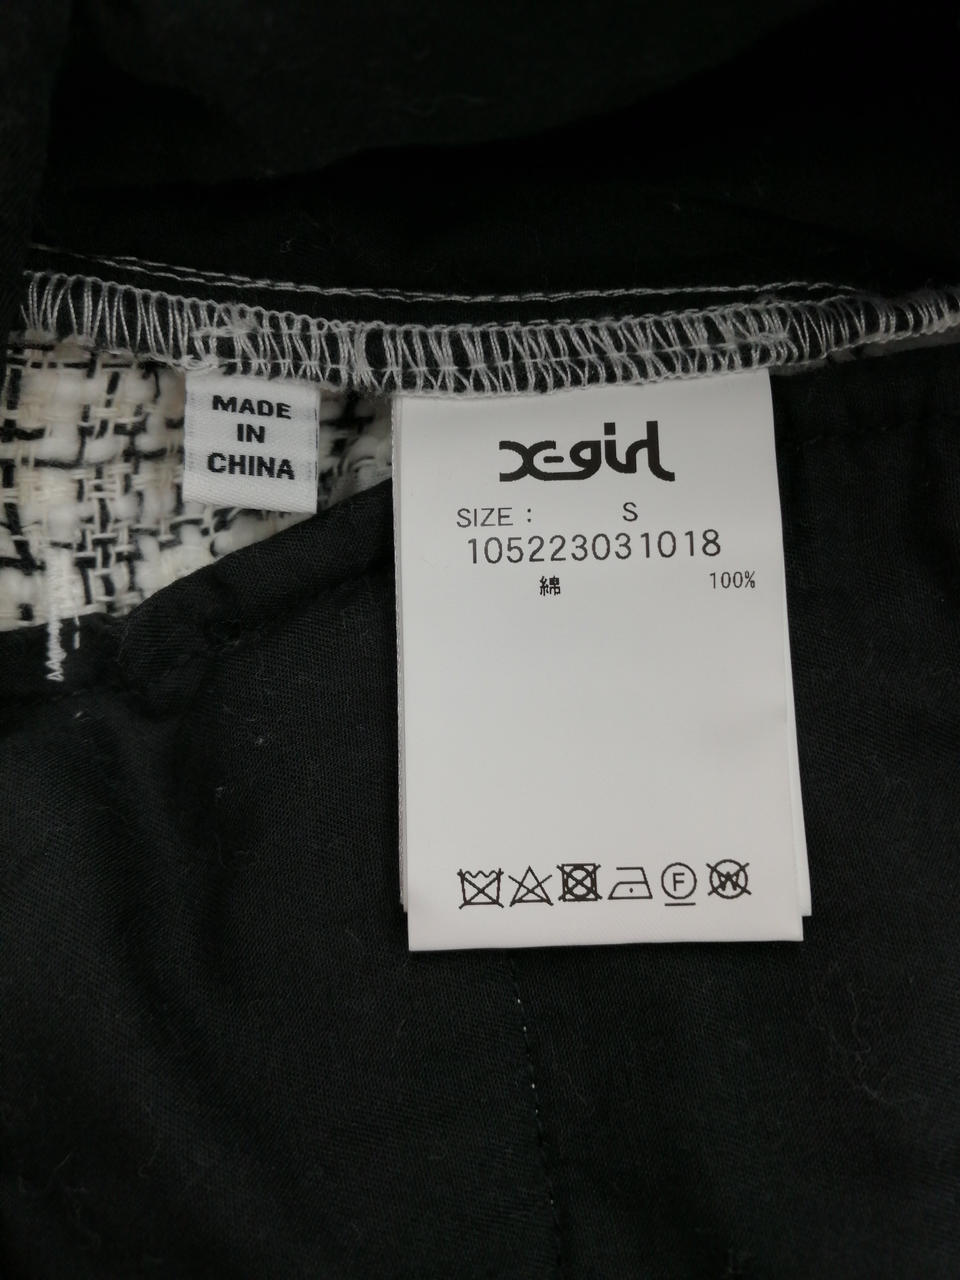 MADE
IN
CHINA
X-girl
SIZE : S
105223031018
綿 100%
F
W